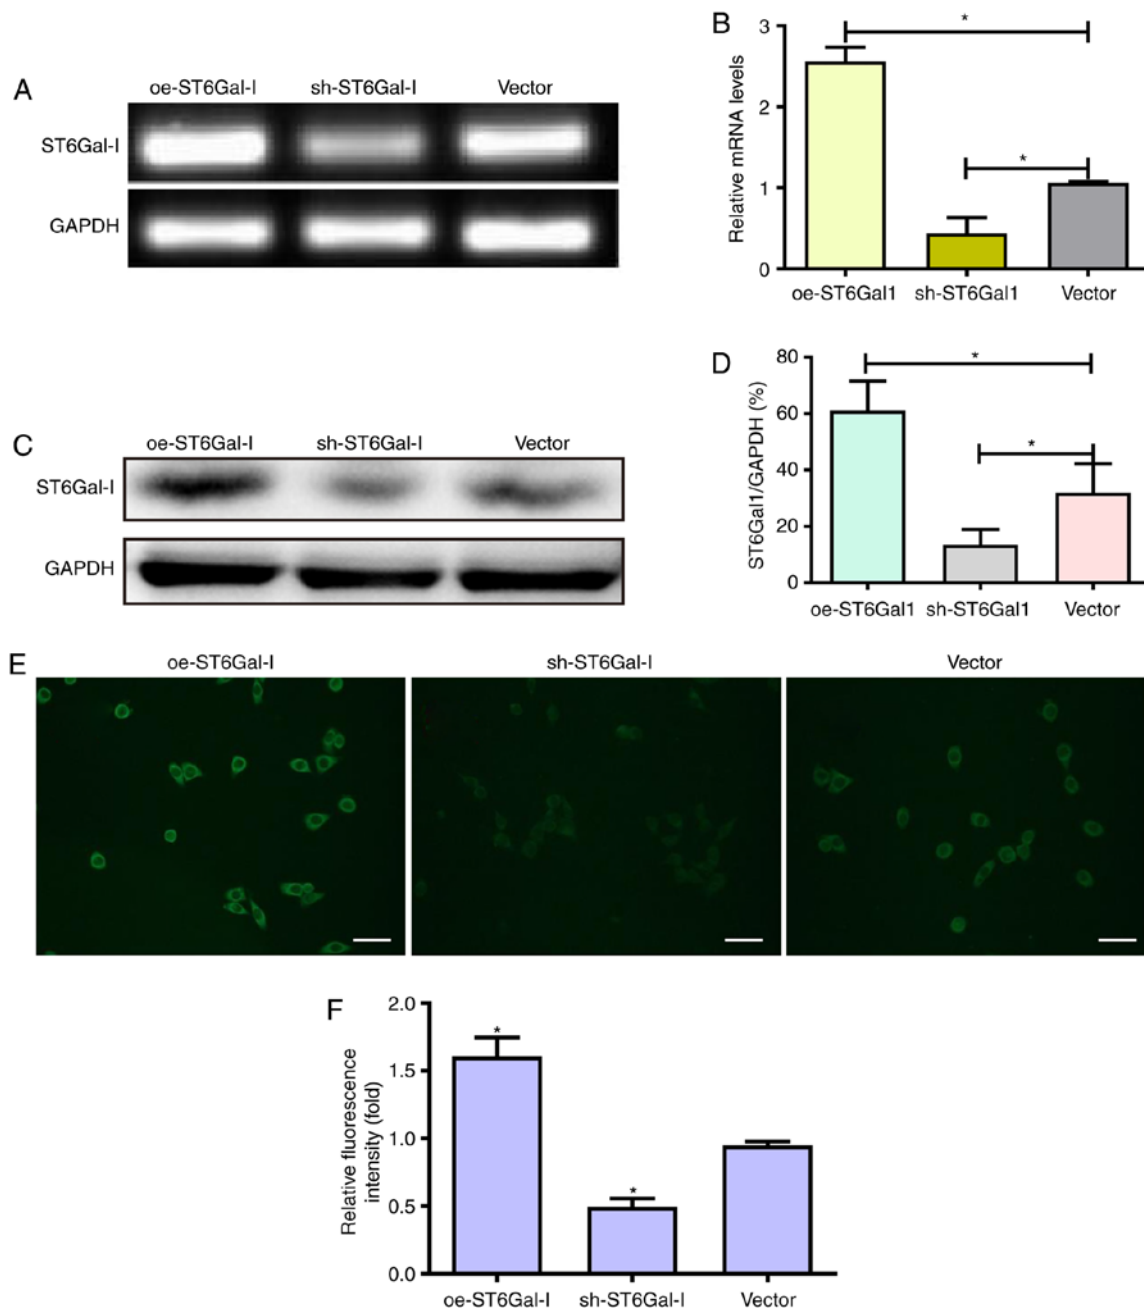 A
oe-ST6Gal-I sh-ST6Gal-I Vector
ST6Gal-I
GAPDH
B
Relative mRNA levels
3
2
1
0
*
*
oe-ST6Gal1 sh-ST6Gal1 Vector
C
oe-ST6Gal-I sh-ST6Gal-I Vector
ST6Gal-I
GAPDH
D
ST6Gal1/GAPDH (%)
80
60
40
20
0
*
*
oe-ST6Gal1 sh-ST6Gal1 Vector
E
oe-ST6Gal-I sh-ST6Gal-I Vector
F
Relative fluorescence
intensity (fold)
2.0
1.5
1.0
0.5
0.0
*
*
oe-ST6Gal-I sh-ST6Gal-I Vector